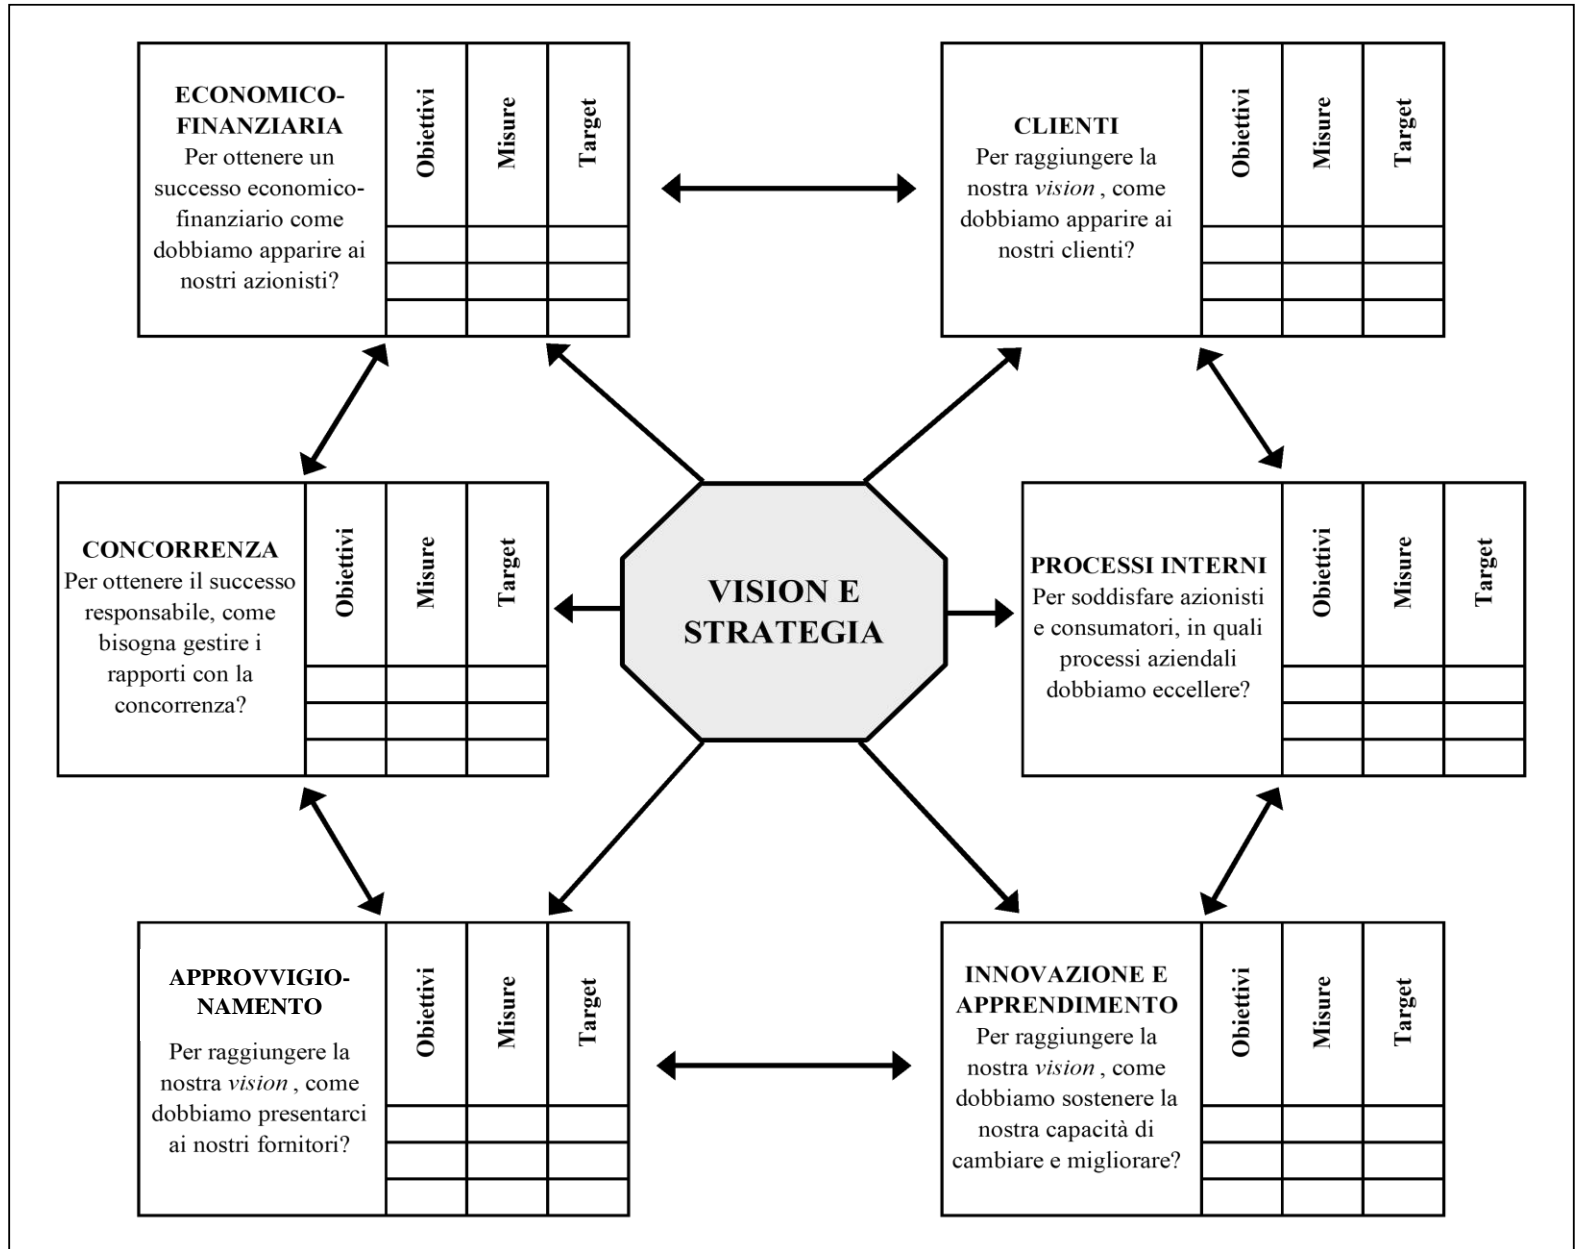 ECONOMICO-
FINANZIARIA
Per ottenere un
successo economico-
finanziario come
dobbiamo apparire ai
nostri azionisti?
Obiettivi
Misure
Target
CLIENTI
Per raggiungere la
nostra vision , come
dobbiamo apparire ai
nostri clienti?
Obiettivi
Misure
Target
CONCORRENZA
Per ottenere il successo
responsabile, come
bisogna gestire i
rapporti con la
concorrenza?
Obiettivi
Misure
Target
VISION E
STRATEGIA
PROCESSI INTERNI
Per soddisfare azionisti
e consumatori, in quali
processi aziendali
dobbiamo eccellere?
Obiettivi
Misure
Target
APPROVVIGIO-
NAMENTO
Per raggiungere la
nostra vision , come
dobbiamo presentarci
ai nostri fornitori?
Obiettivi
Misure
Target
INNOVAZIONE E
APPRENDIMENTO
Per raggiungere la
nostra vision , come
dobbiamo sostenere la
nostra capacità di
cambiare e migliorare?
Obiettivi
Misure
Target